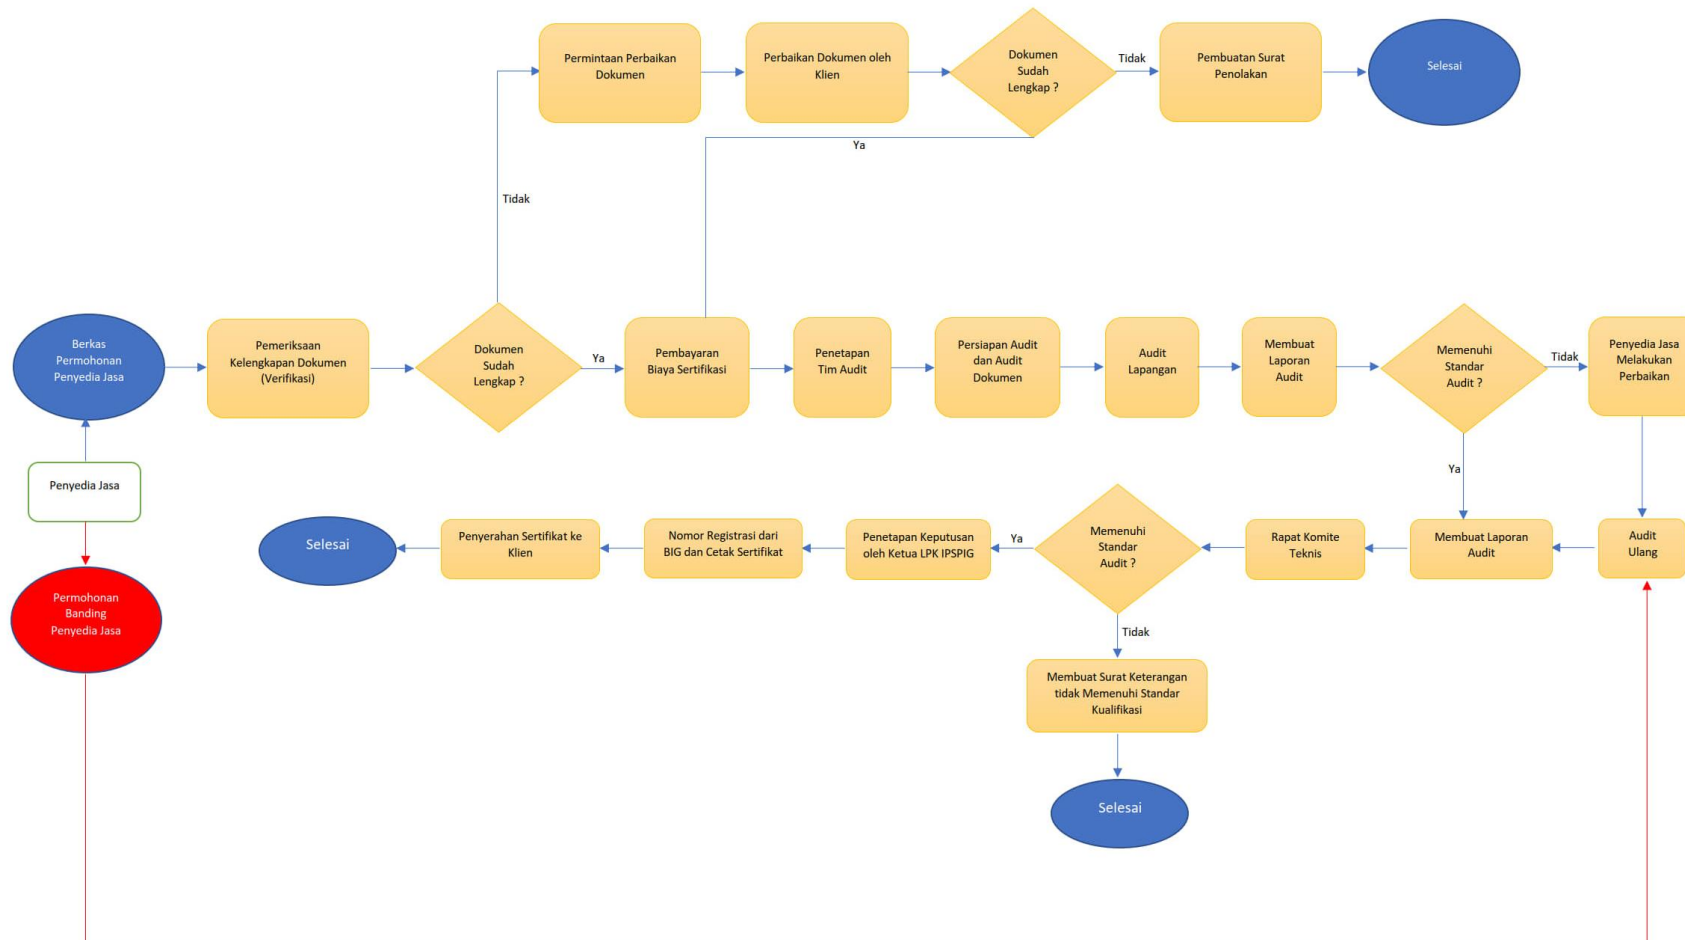 Permintaan Perbaikan
Dokumen
Perbaikan Dokumen oleh
Klien
Dokumen
Sudah
Lengkap ?
Tidak
Pembuatan Surat
Penolakan
Selesai
Ya
Tidak
Berkas
Permohonan
Penyedia Jasa
Pemeriksaan
Kelengkapan Dokumen
(Verifikasi)
Dokumen
Sudah
Lengkap ?
Ya
Pembayaran
Biaya Sertifikasi
Penetapan
Tim Audit
Persiapan Audit
dan Audit
Dokumen
Audit
Lapangan
Membuat
Laporan
Audit
Memenuhi
Standar
Audit ?
Tidak
Penyedia Jasa
Melakukan
Perbaikan
Ya
Penyedia Jasa
Selesai
Penyerahan Sertifikat ke
Klien
Nomor Registrasi dari
BIG dan Cetak Sertifikat
Penetapan Keputusan
oleh Ketua LPK IPSPIG
Ya
Memenuhi
Standar
Audit ?
Rapat Komite
Teknis
Membuat Laporan
Audit
Audit
Ulang
Permohonan
Banding
Penyedia Jasa
Tidak
Membuat Surat Keterangan
tidak Memenuhi Standar
Kualifikasi
Selesai